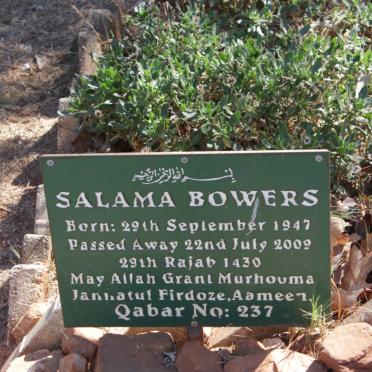 بسم الله الرحمن الرحيم
SALAMA BOWERS
Born: 29th September 1947
Passed Away 22nd July 2009
29th Rajab 1430
May Allah Grant Murhouma
Jannatul Firdoze,Aameen
Qabar No: 237